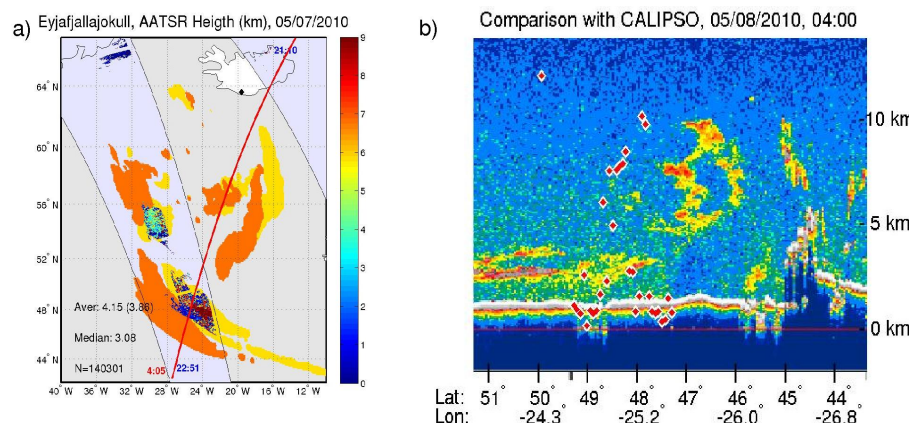 a)
Eyjafjallajokull, AATSR Heigth (km), 05/07/2010
21:10
64°N
60°N
56°N
52°N
48°N
44°N
Aver: 4.15 (3.86)
Median: 3.08
N=140301
4:05
22:51
40°W 36°W 32°W 28°W 24°W 20°W 16°W 12°W
9
8
7
6
5
4
3
2
1
0
b)
Comparison with CALIPSO, 05/08/2010, 04:00
10 km
5 km
0 km
Lat: 51° 50° 49° 48° 47° 46° 45° 44°
Lon: -24.3° -25.2° -26.0° -26.8°